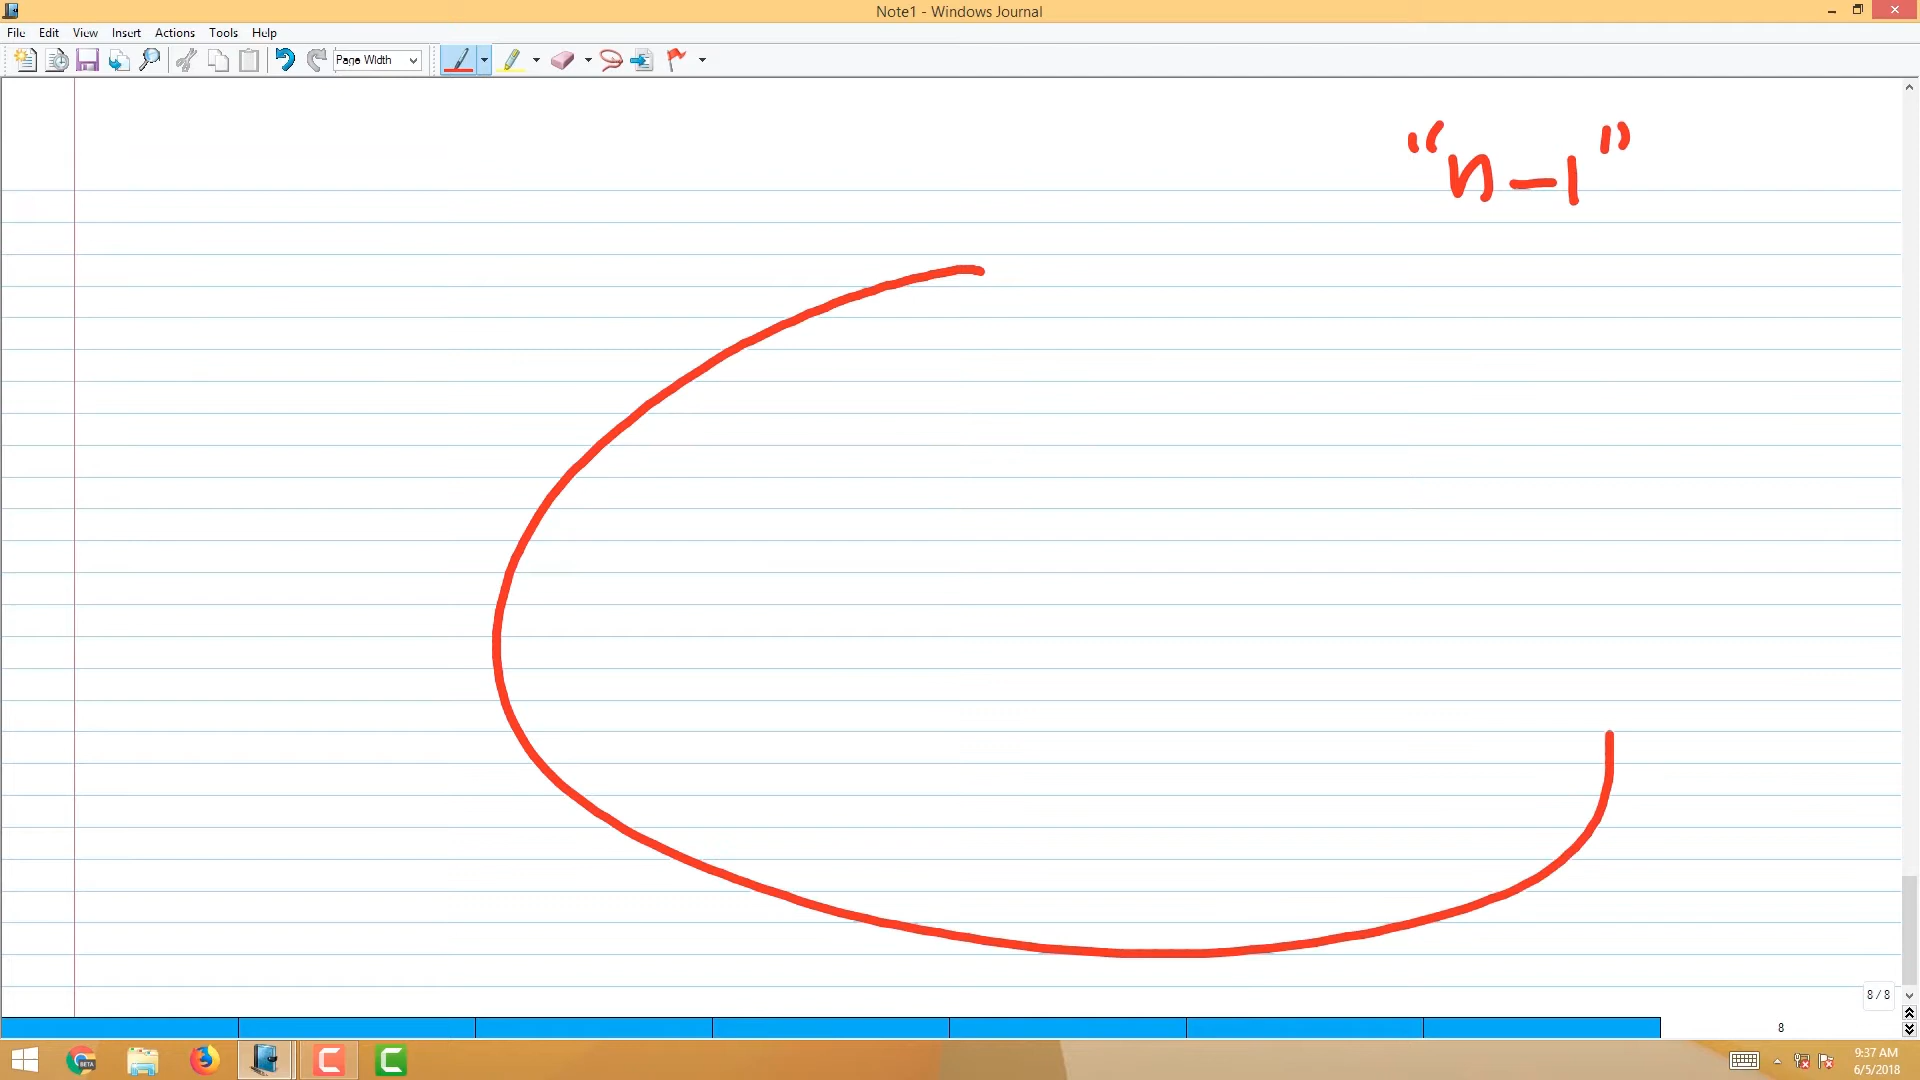 Note1 - Windows Journal
File Edit View Insert Actions Tools Help
Page Width
“n-1”
8 / 8
8
BETA
9:37 AM
6/5/2018